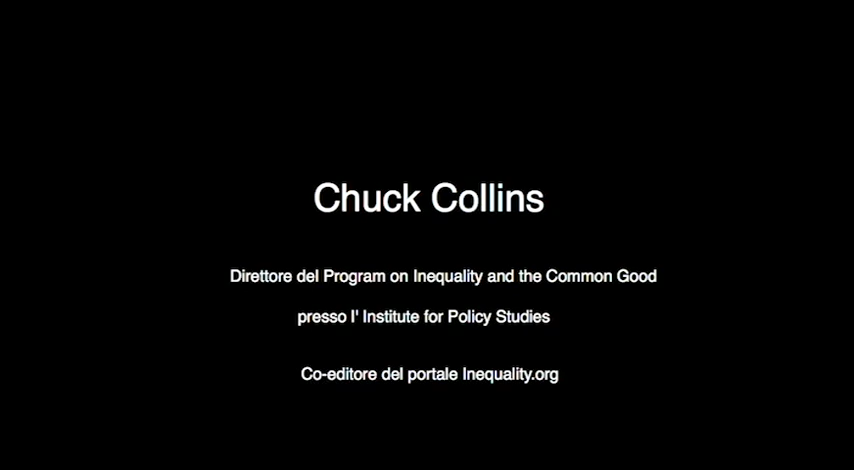 Chuck Collins
Direttore del Program on Inequality and the Common Good
presso l' Institute for Policy Studies
Co-editore del portale Inequality.org